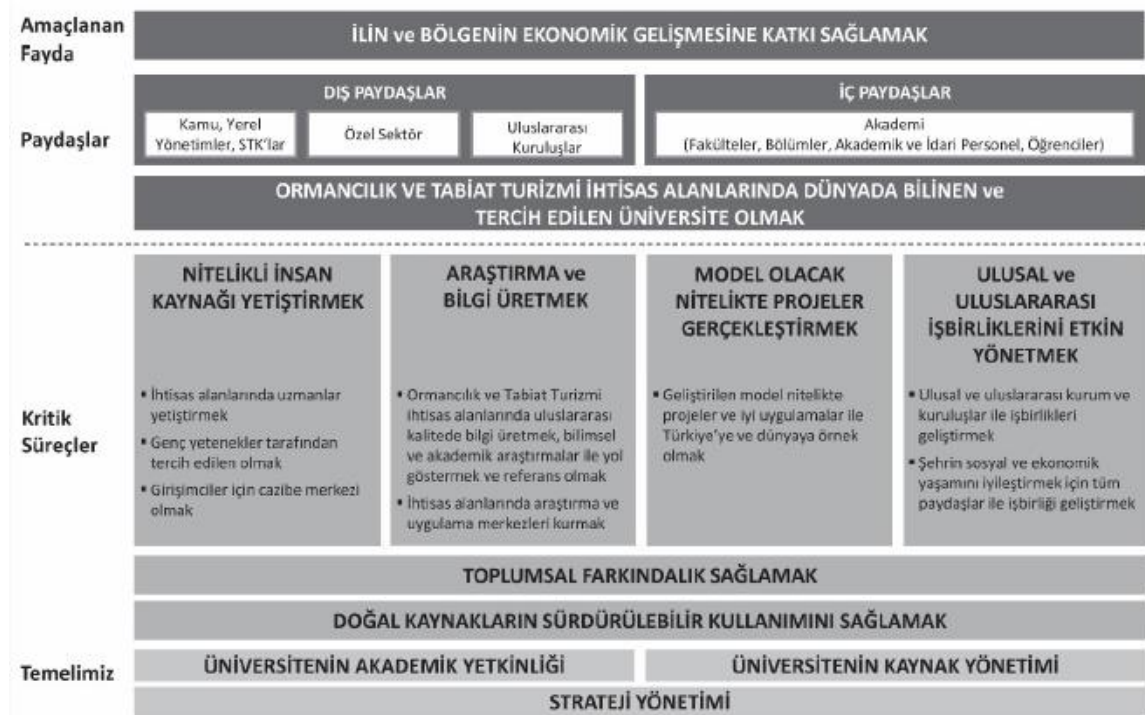 Amaçlanan
Fayda
İLİN ve BÖLGENİN EKONOMİK GELİŞMESİNE KATKI SAĞLAMAK
Paydaşlar
DIŞ PAYDAŞLAR
Kamu, Yerel
Yönetimler, STK'lar
Özel Sektör
Uluslararası
Kuruluşlar
İÇ PAYDAŞLAR
Akademi
(Fakülteler, Bölümler, Akademik ve İdari Personel, Öğrenciler)
ORMANCILIK VE TABİAT TURİZMİ İHTİSAS ALANLARINDA DÜNYADA BİLİNEN ve
TERCİH EDİLEN ÜNİVERSİTE OLMAK
Kritik
Süreçler
NİTELİKLİ İNSAN
KAYNAĞI YETİŞTİRMEK
▪ İhtisas alanlarında uzmanlar
yetiştirmek
▪ Genç yetenekler tarafından
tercih edilen olmak
▪ Girişimciler için cazibe merkezi
olmak
ARAŞTIRMA ve
BİLGİ ÜRETMEK
▪ Ormancılık ve Tabiat Turizmi
ihtisas alanlarında uluslararası
kalitede bilgi üretmek, bilimsel
ve akademik araştırmalar ile yol
göstermek ve referans olmak
▪ İhtisas alanlarında araştırma ve
uygulama merkezleri kurmak
MODEL OLACAK
NİTELİKTE PROJELER
GERÇEKLEŞTİRMEK
▪ Geliştirilen model nitelikte
projeler ve iyi uygulamalar ile
Türkiye'ye ve dünyaya örnek
olmak
ULUSAL ve
ULUSLARARASI
İŞBİRLİKLERİNİ ETKİN
YÖNETMEK
▪ Ulusal ve uluslararası kurum ve
kuruluşlar ile işbirlikleri
geliştirmek
▪ Şehrin sosyal ve ekonomik
yaşamını iyileştirmek için tüm
paydaşlar ile işbirliği geliştirmek
TOPLUMSAL FARKINDALIK SAĞLAMAK
DOĞAL KAYNAKLARIN SÜRDÜRÜLEBİLİR KULLANIMINI SAĞLAMAK
Temelimiz
ÜNİVERSİTENİN AKADEMİK YETKİNLİĞİ
ÜNİVERSİTENİN KAYNAK YÖNETİMİ
STRATEJİ YÖNETİMİ